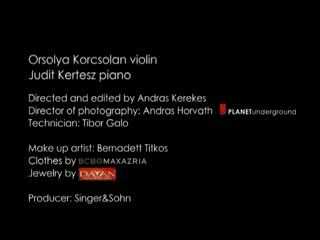 Orsolya Korcsolan violin
Judit Kertesz piano
Directed and edited by Andras Kerekes
Director of photography: Andras Horvath PLANETunderground
Technician: Tibor Galo
Make up artist: Bernadett Titkos
Clothes by BCBGMAXAZRIA
Jewelry by DAVAN
Producer: Singer&Sohn